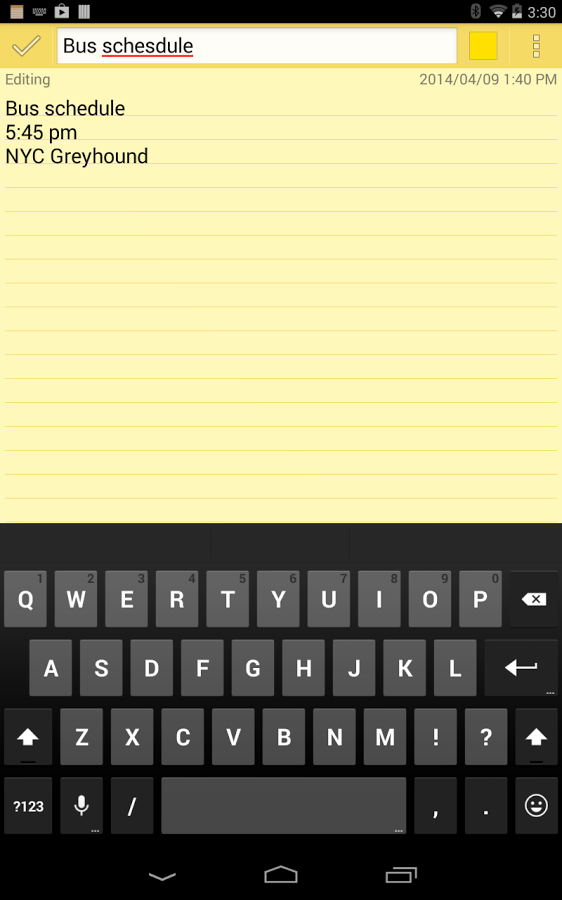 3:30
Bus schesdule
Editing 2014/04/09 1:40 PM
Bus schedule
5:45 pm
NYC Greyhound
1 2 3 4 5 6 7 8 9 0
Q W E R T Y U I O P
A S D F G H J K L
Z X C V B N M ! ?
?123 / , .